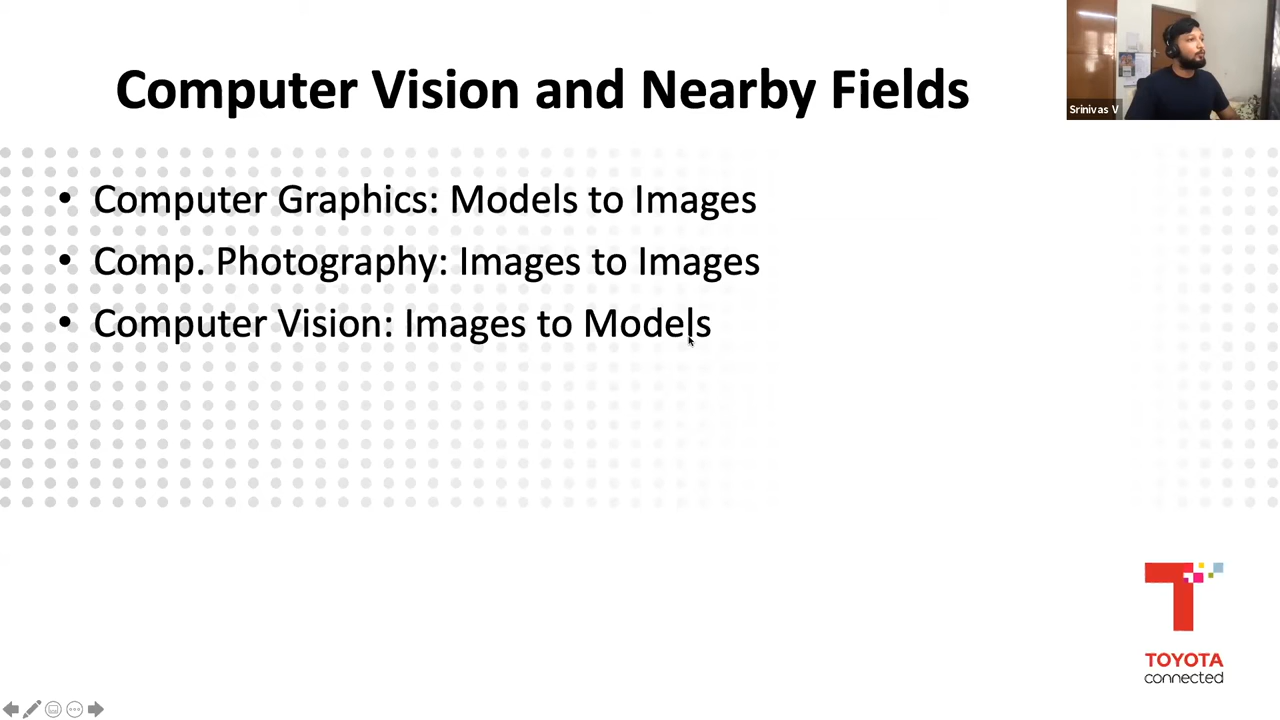 Computer Vision and Nearby Fields
Srinivas V
• Computer Graphics: Models to Images
• Comp. Photography: Images to Images
• Computer Vision: Images to Models
TOYOTA
connected